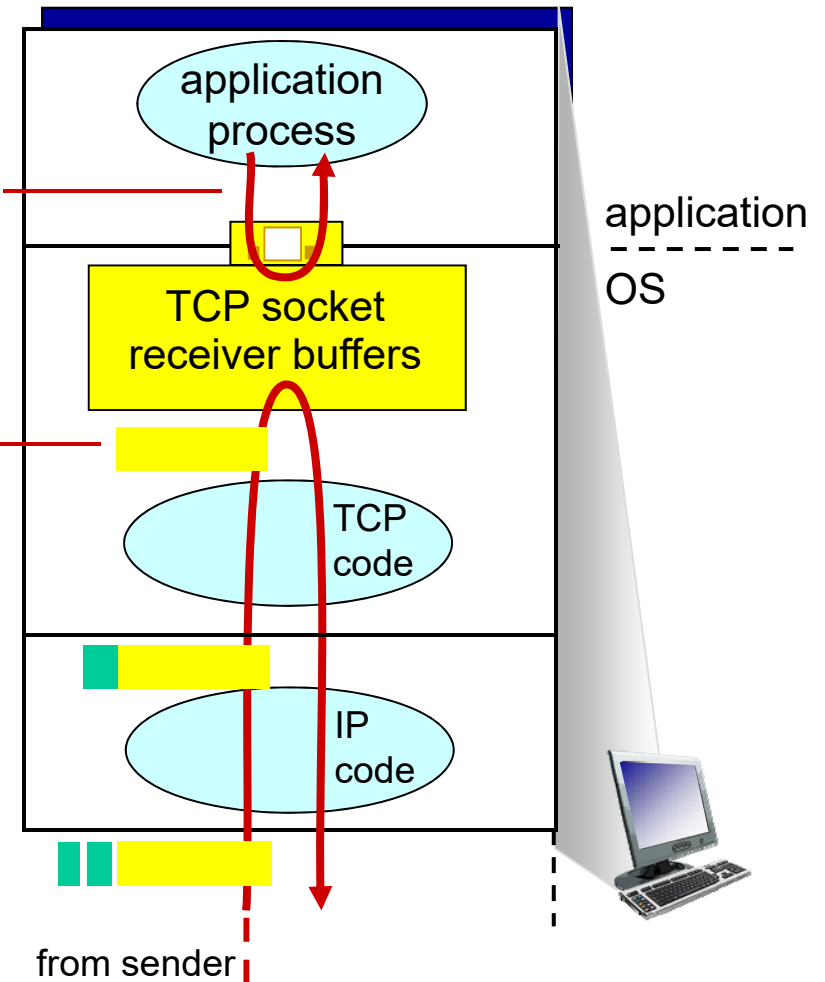 application
process
application
OS
TCP socket
receiver buffers
TCP
code
IP
code
from sender